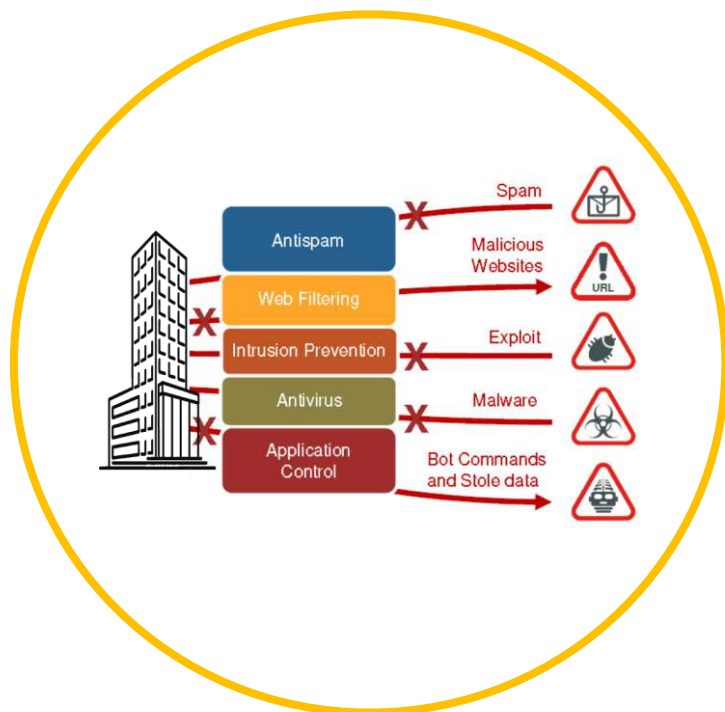 Spam
Antispam
Malicious
Websites
URL
Web Filtering
Exploit
Intrusion Prevention
Malware
Antivirus
Application
Control
Bot Commands
and Stole data